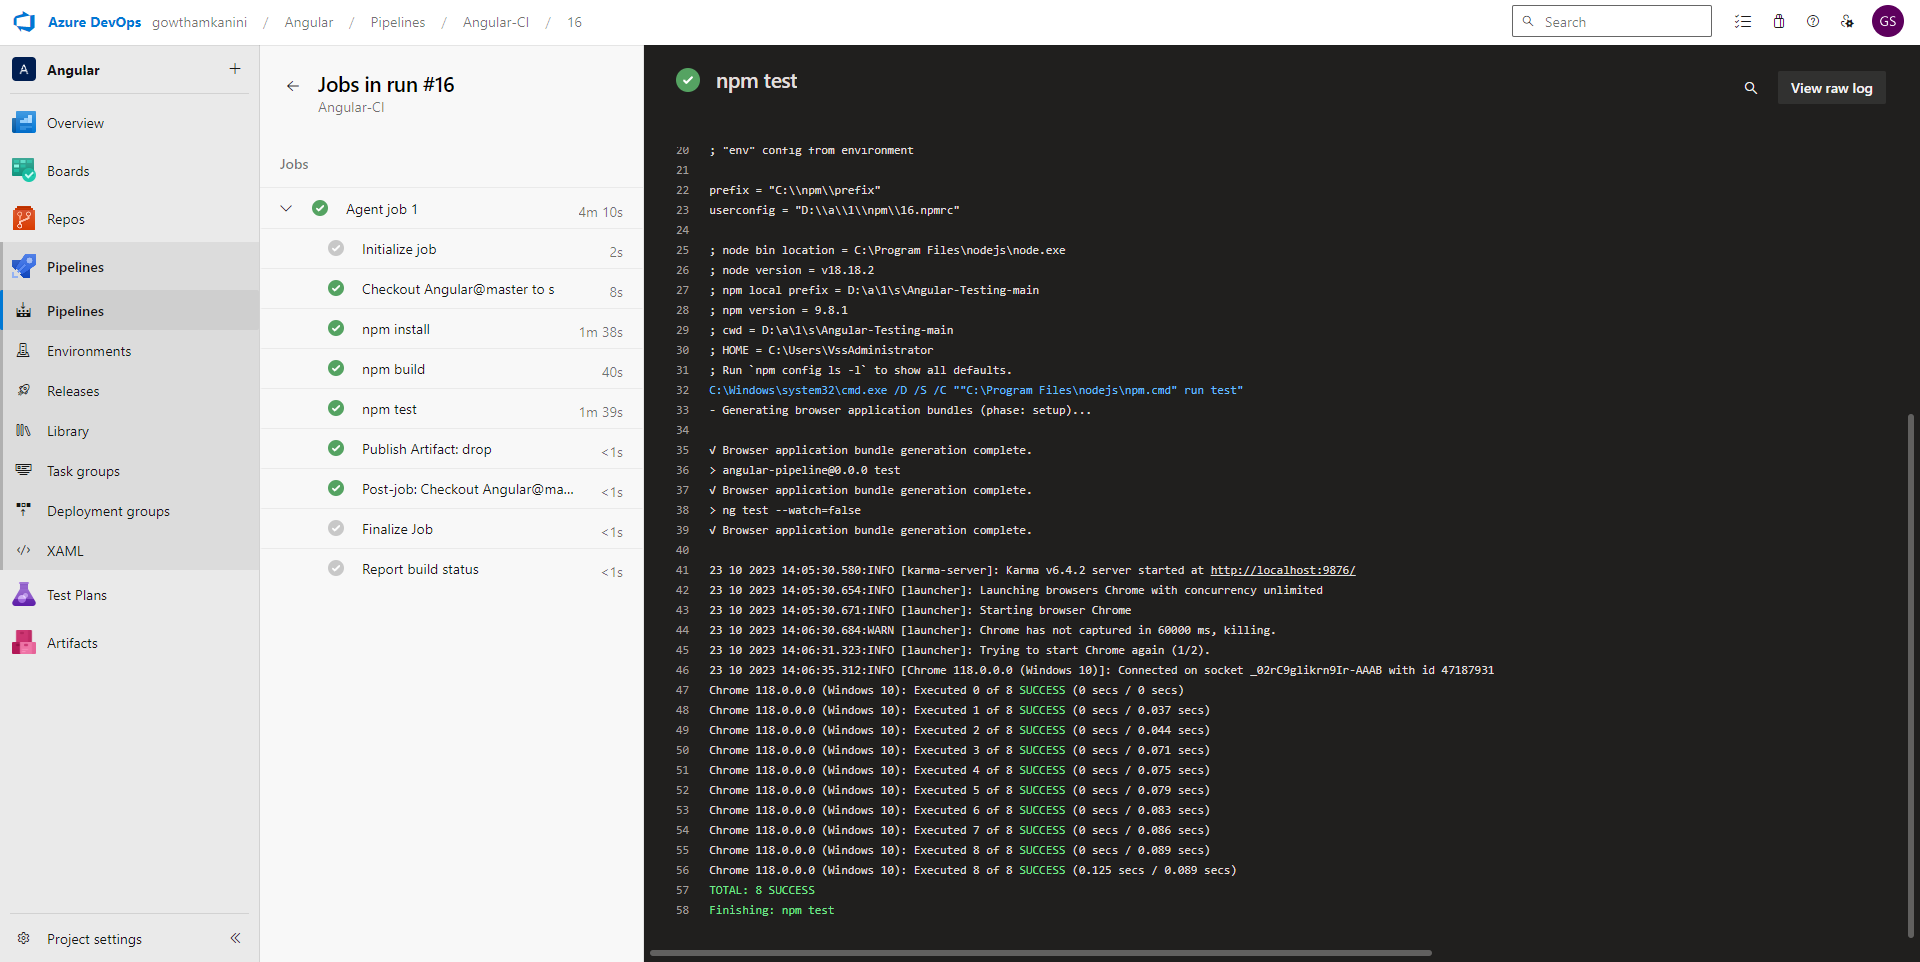 Azure DevOps gowthamkanini / Angular / Pipelines / Angular-CI / 16
Search
GS
A Angular
Overview
Boards
Repos
Pipelines
Pipelines
Environments
Releases
Library
Task groups
Deployment groups
XAML
Test Plans
Artifacts
Project settings
Jobs in run #16
Angular-CI
Jobs
Agent job 1 4m 10s
Initialize job 2s
Checkout Angular@master to s 8s
npm install 1m 38s
npm build 40s
npm test 1m 39s
Publish Artifact: drop <1s
Post-job: Checkout Angular@ma... <1s
Finalize Job <1s
Report build status <1s
npm test
View raw log
20 ; "env" config from environment
21
22 prefix = "C:\\npm\\prefix"
23 userconfig = "D:\\a\\1\\npm\\16.npmrc"
24
25 ; node bin location = C:\Program Files\nodejs\node.exe
26 ; node version = v18.18.2
27 ; npm local prefix = D:\a\1\s\Angular-Testing-main
28 ; npm version = 9.8.1
29 ; cwd = D:\a\1\s\Angular-Testing-main
30 ; HOME = C:\Users\VssAdministrator
31 ; Run `npm config ls -l` to show all defaults.
32 C:\Windows\system32\cmd.exe /D /S /C ""C:\Program Files\nodejs\npm.cmd" run test"
33 - Generating browser application bundles (phase: setup)...
34
35 √ Browser application bundle generation complete.
36 > angular-pipeline@0.0.0 test
37 √ Browser application bundle generation complete.
38 > ng test --watch=false
39 √ Browser application bundle generation complete.
40
41 23 10 2023 14:05:30.580:INFO [karma-server]: Karma v6.4.2 server started at http://localhost:9876/
42 23 10 2023 14:05:30.654:INFO [launcher]: Launching browsers Chrome with concurrency unlimited
43 23 10 2023 14:05:30.671:INFO [launcher]: Starting browser Chrome
44 23 10 2023 14:06:30.684:WARN [launcher]: Chrome has not captured in 60000 ms, killing.
45 23 10 2023 14:06:31.323:INFO [launcher]: Trying to start Chrome again (1/2).
46 23 10 2023 14:06:35.312:INFO [Chrome 118.0.0.0 (Windows 10)]: Connected on socket _02rC9glikrn9Ir-AAAB with id 47187931
47 Chrome 118.0.0.0 (Windows 10): Executed 0 of 8 SUCCESS (0 secs / 0 secs)
48 Chrome 118.0.0.0 (Windows 10): Executed 1 of 8 SUCCESS (0 secs / 0.037 secs)
49 Chrome 118.0.0.0 (Windows 10): Executed 2 of 8 SUCCESS (0 secs / 0.044 secs)
50 Chrome 118.0.0.0 (Windows 10): Executed 3 of 8 SUCCESS (0 secs / 0.071 secs)
51 Chrome 118.0.0.0 (Windows 10): Executed 4 of 8 SUCCESS (0 secs / 0.075 secs)
52 Chrome 118.0.0.0 (Windows 10): Executed 5 of 8 SUCCESS (0 secs / 0.079 secs)
53 Chrome 118.0.0.0 (Windows 10): Executed 6 of 8 SUCCESS (0 secs / 0.083 secs)
54 Chrome 118.0.0.0 (Windows 10): Executed 7 of 8 SUCCESS (0 secs / 0.086 secs)
55 Chrome 118.0.0.0 (Windows 10): Executed 8 of 8 SUCCESS (0 secs / 0.089 secs)
56 Chrome 118.0.0.0 (Windows 10): Executed 8 of 8 SUCCESS (0.125 secs / 0.089 secs)
57 TOTAL: 8 SUCCESS
58 Finishing: npm test